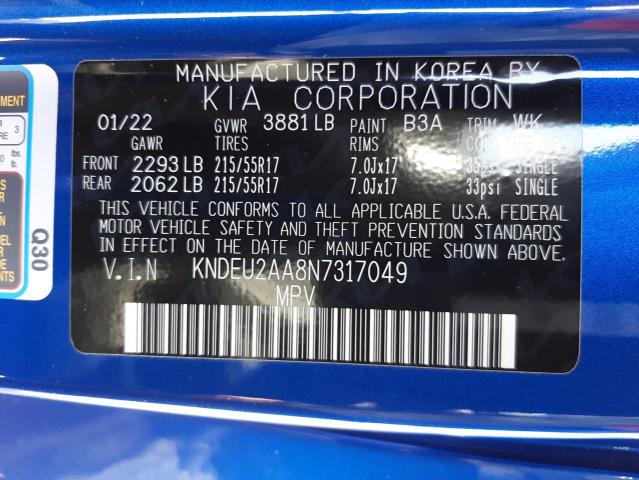 MANUFACTURED IN KOREA BY
KIA CORPORATION
01/22 GVWR 3881 LB PAINT B3A TRIM WK
GAWR TIRES RIMS
FRONT 2293 LB 215/55R17 7.0Jx17 35psi SINGLE
REAR 2062 LB 215/55R17 7.0Jx17 33psi SINGLE
THIS VEHICLE CONFORMS TO ALL APPLICABLE U.S.A. FEDERAL
MOTOR VEHICLE SAFETY AND THEFT PREVENTION STANDARDS
IN EFFECT ON THE DATE OF MANUFACTURE SHOWN ABOVE.
V.I.N KNDEU2AA8N7317049
MPV
Q30
3
lbs.